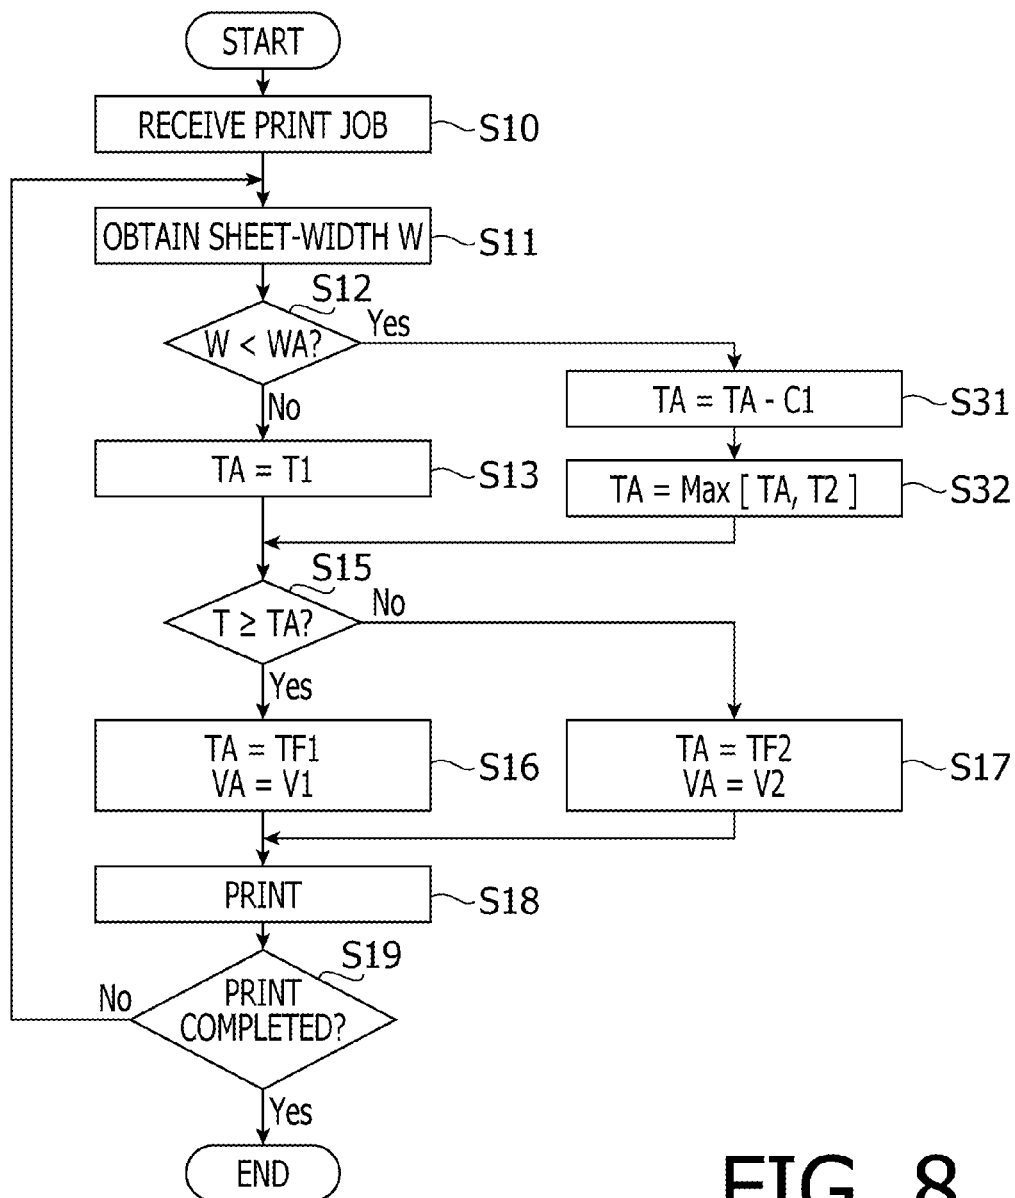 START
RECEIVE PRINT JOB
S10
OBTAIN SHEET-WIDTH W
S11
S12
W < WA?
Yes
No
TA = TA - C1
S31
TA = T1
S13
TA = Max [ TA, T2 ]
S32
S15
T ≥ TA?
No
Yes
TA = TF1
VA = V1
S16
TA = TF2
VA = V2
S17
PRINT
S18
S19
PRINT
COMPLETED?
No
Yes
END
FIG. 8